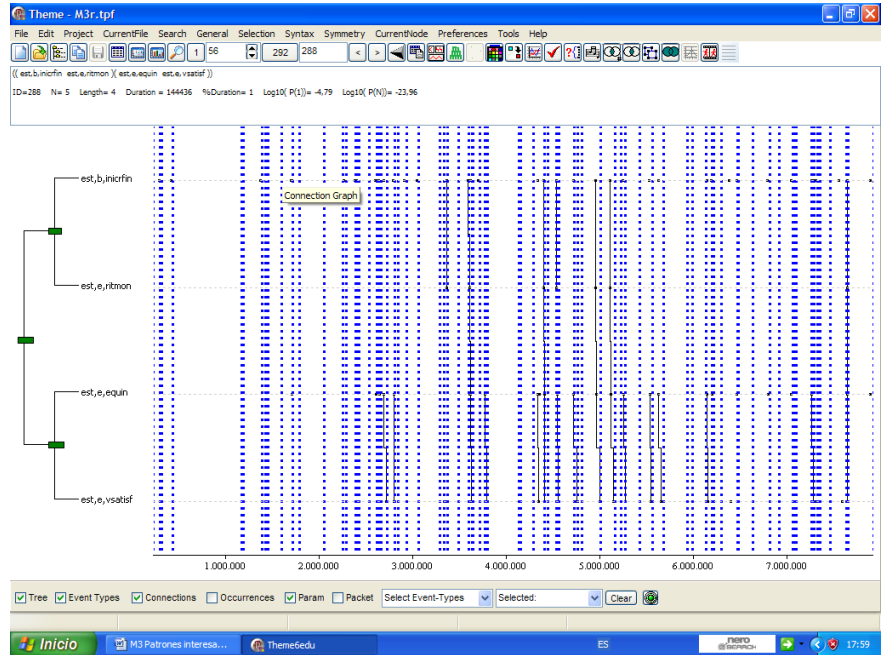 Theme - M3r.tpf
File Edit Project CurrentFile Search General Selection Syntax Symmetry CurrentNode Preferences Tools Help
1 56 292 288 < >
(( est,b,inicrfin est,e,ritmon )( est,e,equin est,e,vsatisf ))
ID=288 N= 5 Length= 4 Duration = 144436 %Duration= 1 Log10( P(1))= -4,79 Log10( P(N))= -23,96
est,b,inicrfin
Connection Graph
est,e,ritmon
est,e,equin
est,e,vsatisf
1.000.000 2.000.000 3.000.000 4.000.000 5.000.000 6.000.000 7.000.000
Tree Event Types Connections Occurrences Param Packet Select Event-Types Selected: Clear
Inicio M3 Patrones interesa... Theme6edu ES nero SEARCH 17:59